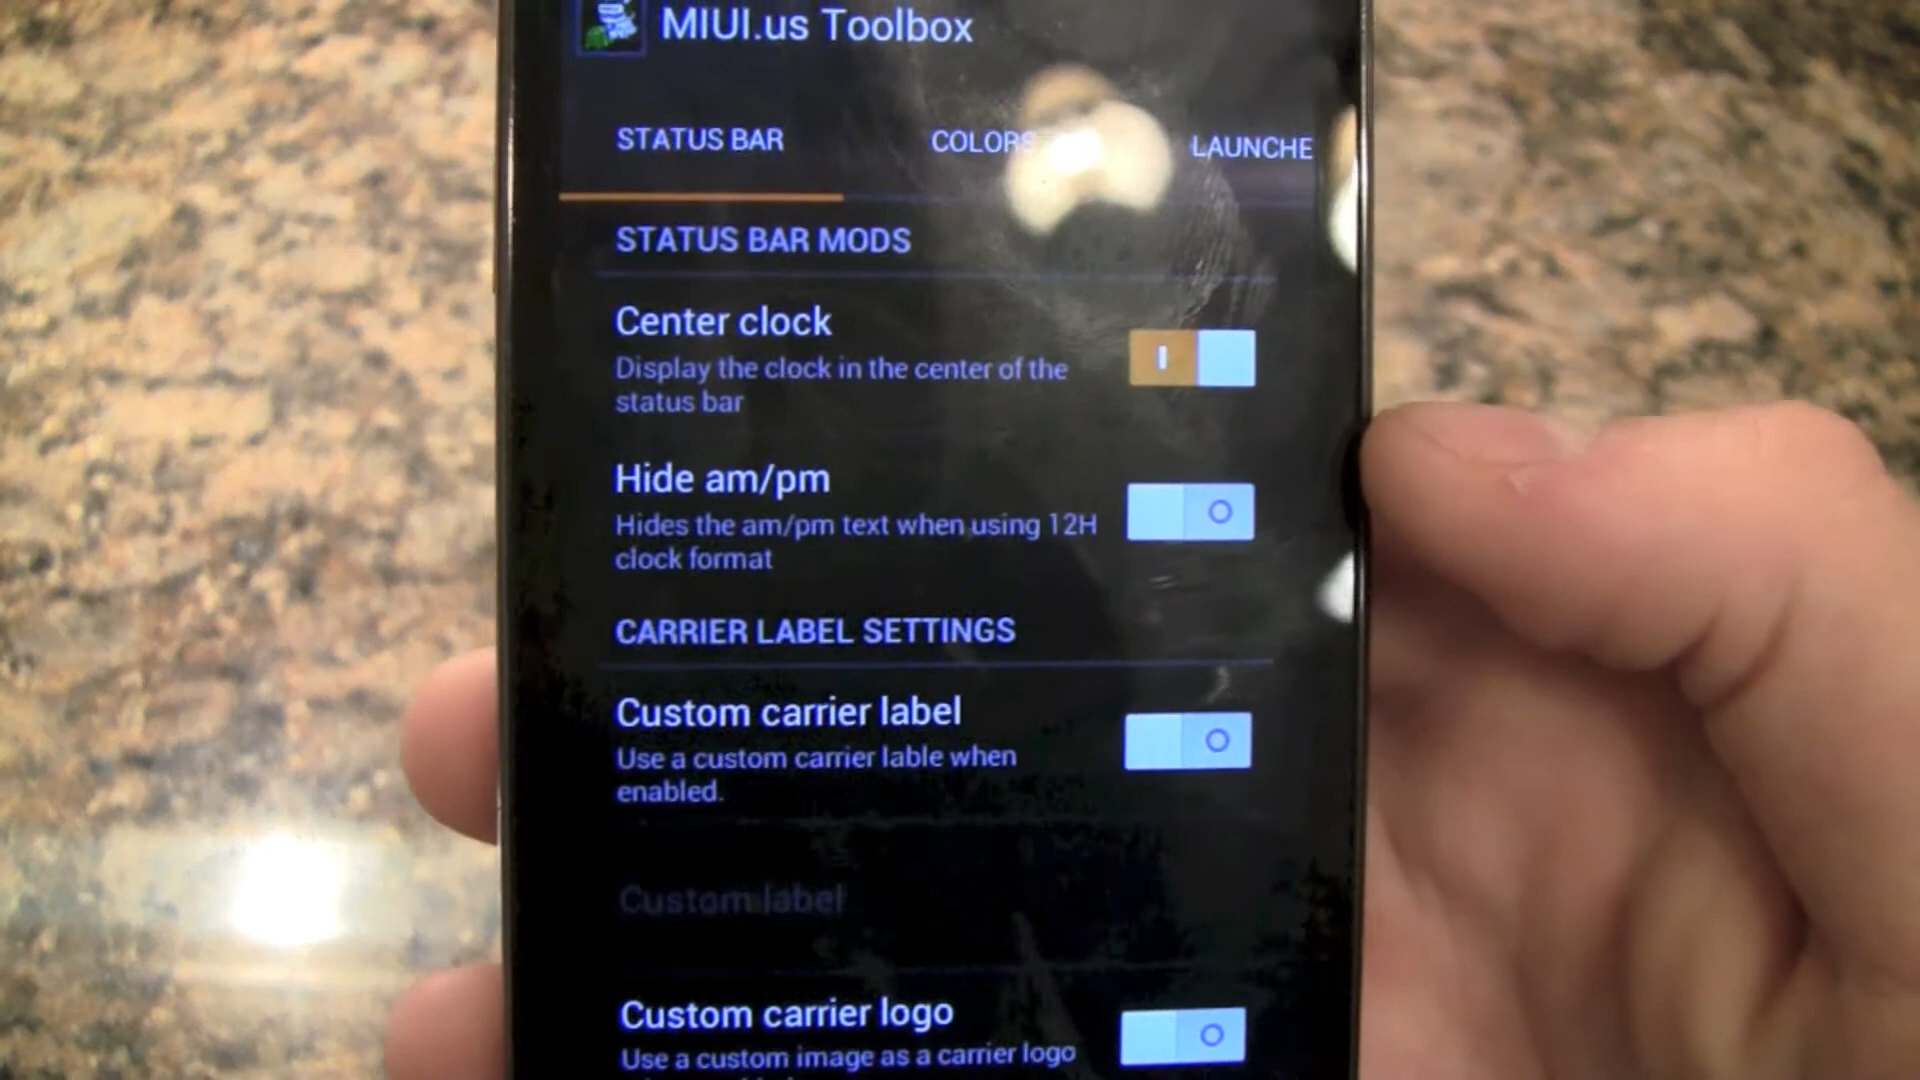 MIUI.us Toolbox
STATUS BAR COLORS LAUNCHE
STATUS BAR MODS
Center clock
Display the clock in the center of the
status bar
Hide am/pm
Hides the am/pm text when using 12H
clock format
CARRIER LABEL SETTINGS
Custom carrier label
Use a custom carrier lable when
enabled.
Custom label
Custom carrier logo
Use a custom image as a carrier logo